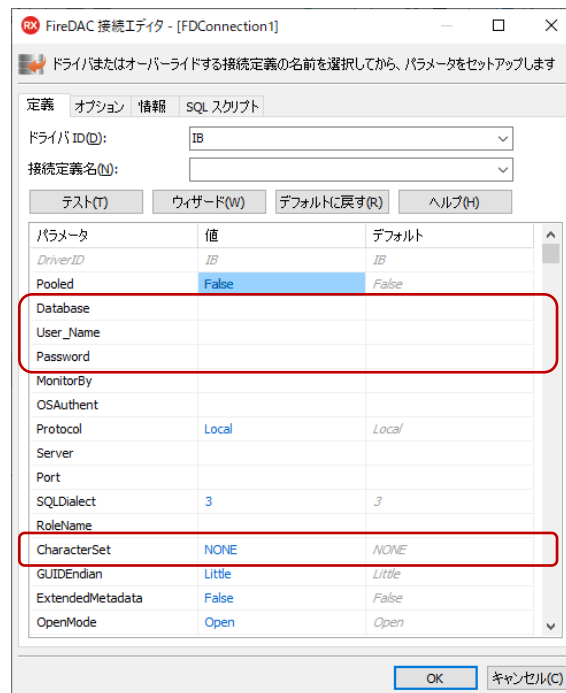 RX FireDAC 接続エディタ - [FDConnection1]
ドライバまたはオーバーライドする接続定義の名前を選択してから、パラメータをセットアップします
定義 オプション 情報 SQL スクリプト
ドライバ ID(D): IB
接続定義名(N):
テスト(T) ウィザード(W) デフォルトに戻す(R) ヘルプ(H)
パラメータ 値 デフォルト
DriverID IB IB
Pooled False False
Database
User_Name
Password
MonitorBy
OSAuthent
Protocol Local Local
Server
Port
SQLDialect 3 3
RoleName
CharacterSet NONE NONE
GUIDEndian Little Little
ExtendedMetadata False False
OpenMode Open Open
OK キャンセル(C)